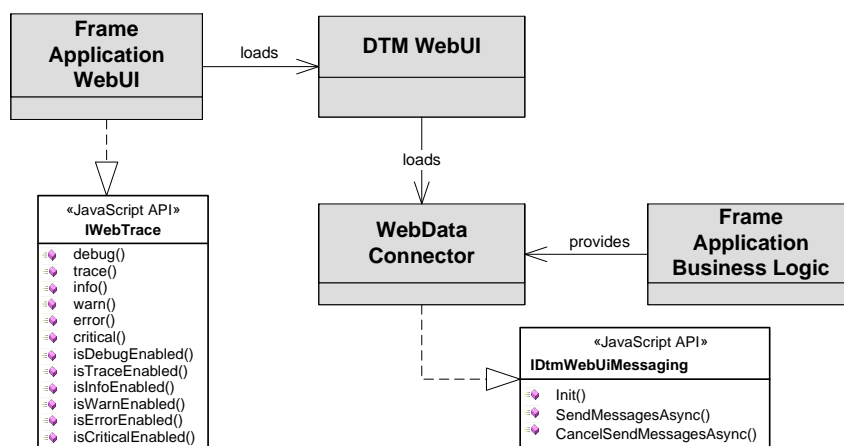 Frame
Application
WebUI
loads
DTM WebUI
loads
WebData
Connector
provides
Frame
Application
Business Logic
«JavaScript API»
IWebTrace
debug()
trace()
info()
warn()
error()
critical()
isDebugEnabled()
isTraceEnabled()
isInfoEnabled()
isWarnEnabled()
isErrorEnabled()
isCriticalEnabled()
«JavaScript API»
IDtmWebUiMessaging
Init()
SendMessagesAsync()
CancelSendMessagesAsync()